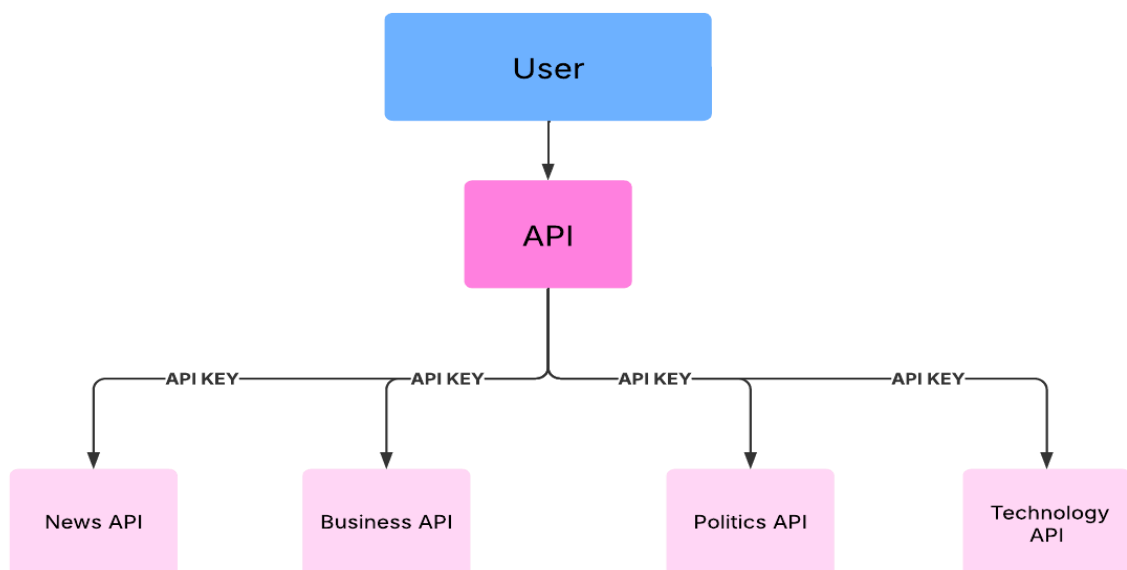 User
API
API KEY
API KEY
API KEY
API KEY
News API
Business API
Politics API
Technology
API